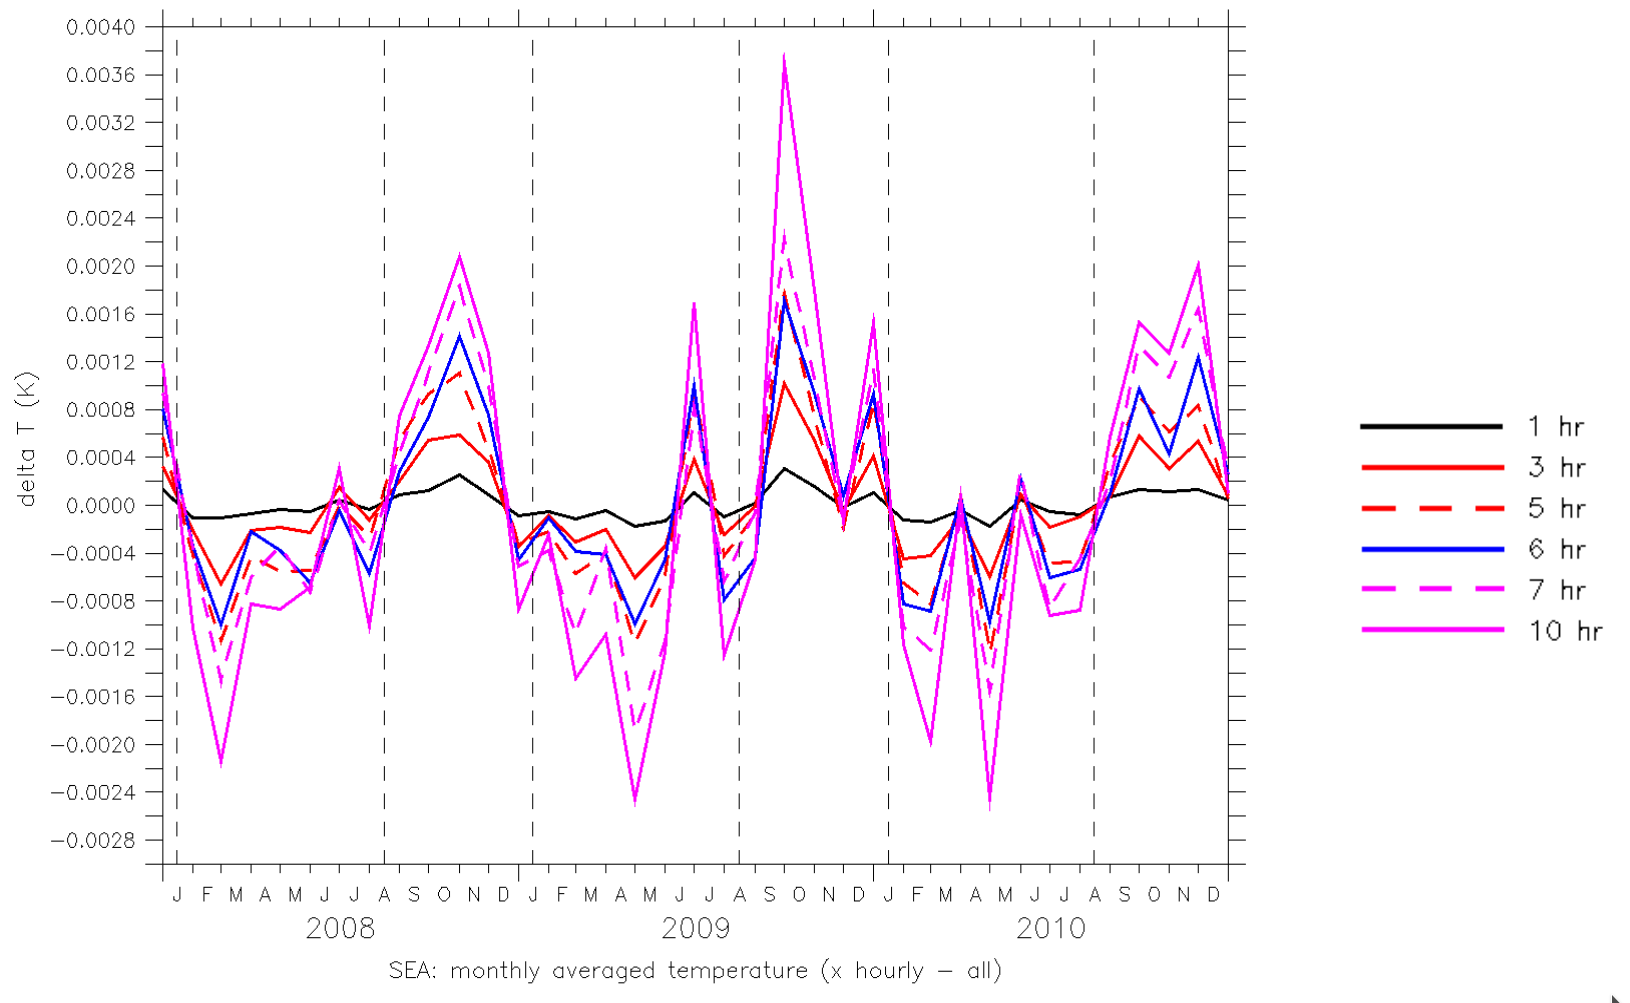 0.0040
0.0036
0.0032
0.0028
0.0024
0.0020
0.0016
0.0012
0.0008
0.0004
0.0000
−0.0004
−0.0008
−0.0012
−0.0016
−0.0020
−0.0024
−0.0028
delta T (K)
J F M A M J J A S O N D J F M A M J J A S O N D J F M A M J J A S O N D
2008 2009 2010
SEA: monthly averaged temperature (x hourly − all)
1 hr
3 hr
5 hr
6 hr
7 hr
10 hr